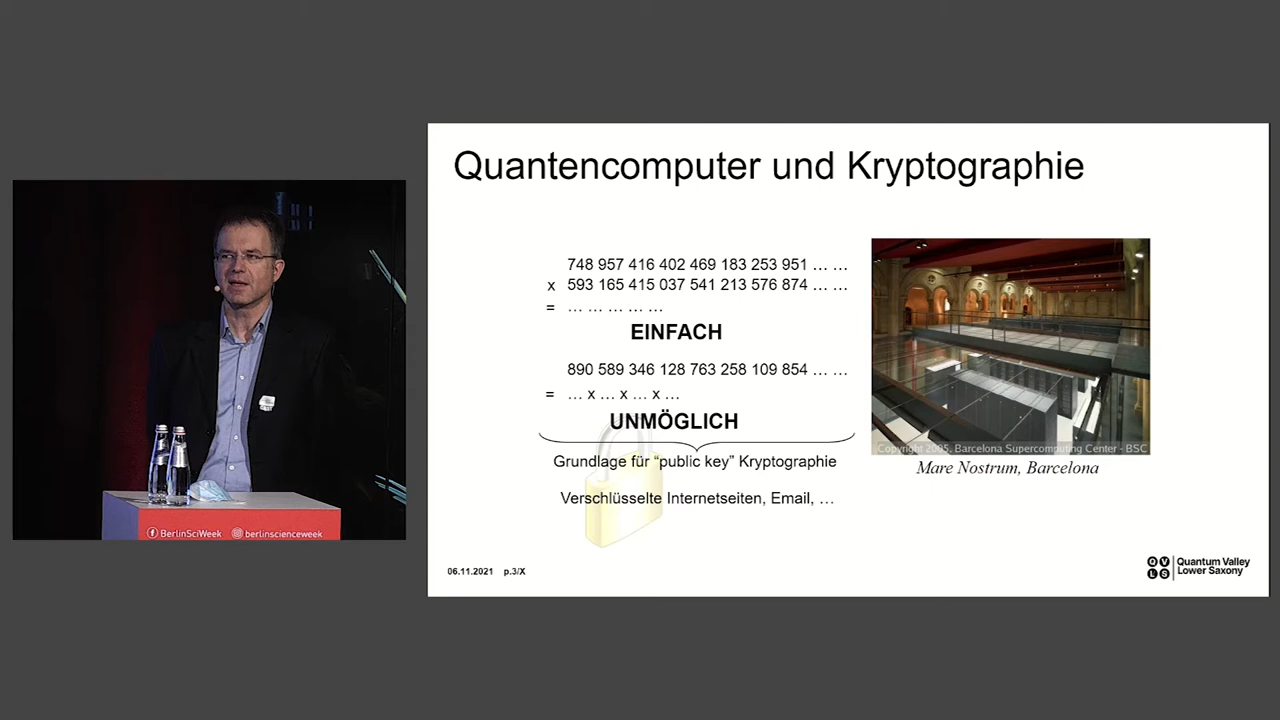 Quantencomputer und Kryptographie
748 957 416 402 469 183 253 951 … …
x 593 165 415 037 541 213 576 874 … …
= … … … … …
EINFACH
890 589 346 128 763 258 109 854 … …
= … x … x … x …
UNMÖGLICH
Grundlage für “public key” Kryptographie
Verschlüsselte Internetseiten, Email, …
Copyright 2005, Barcelona Supercomputing Center - BSC
Mare Nostrum, Barcelona
BerlinSciWeek berlinscienceweek
06.11.2021 p.3/X
QV LS Quantum Valley
Lower Saxony